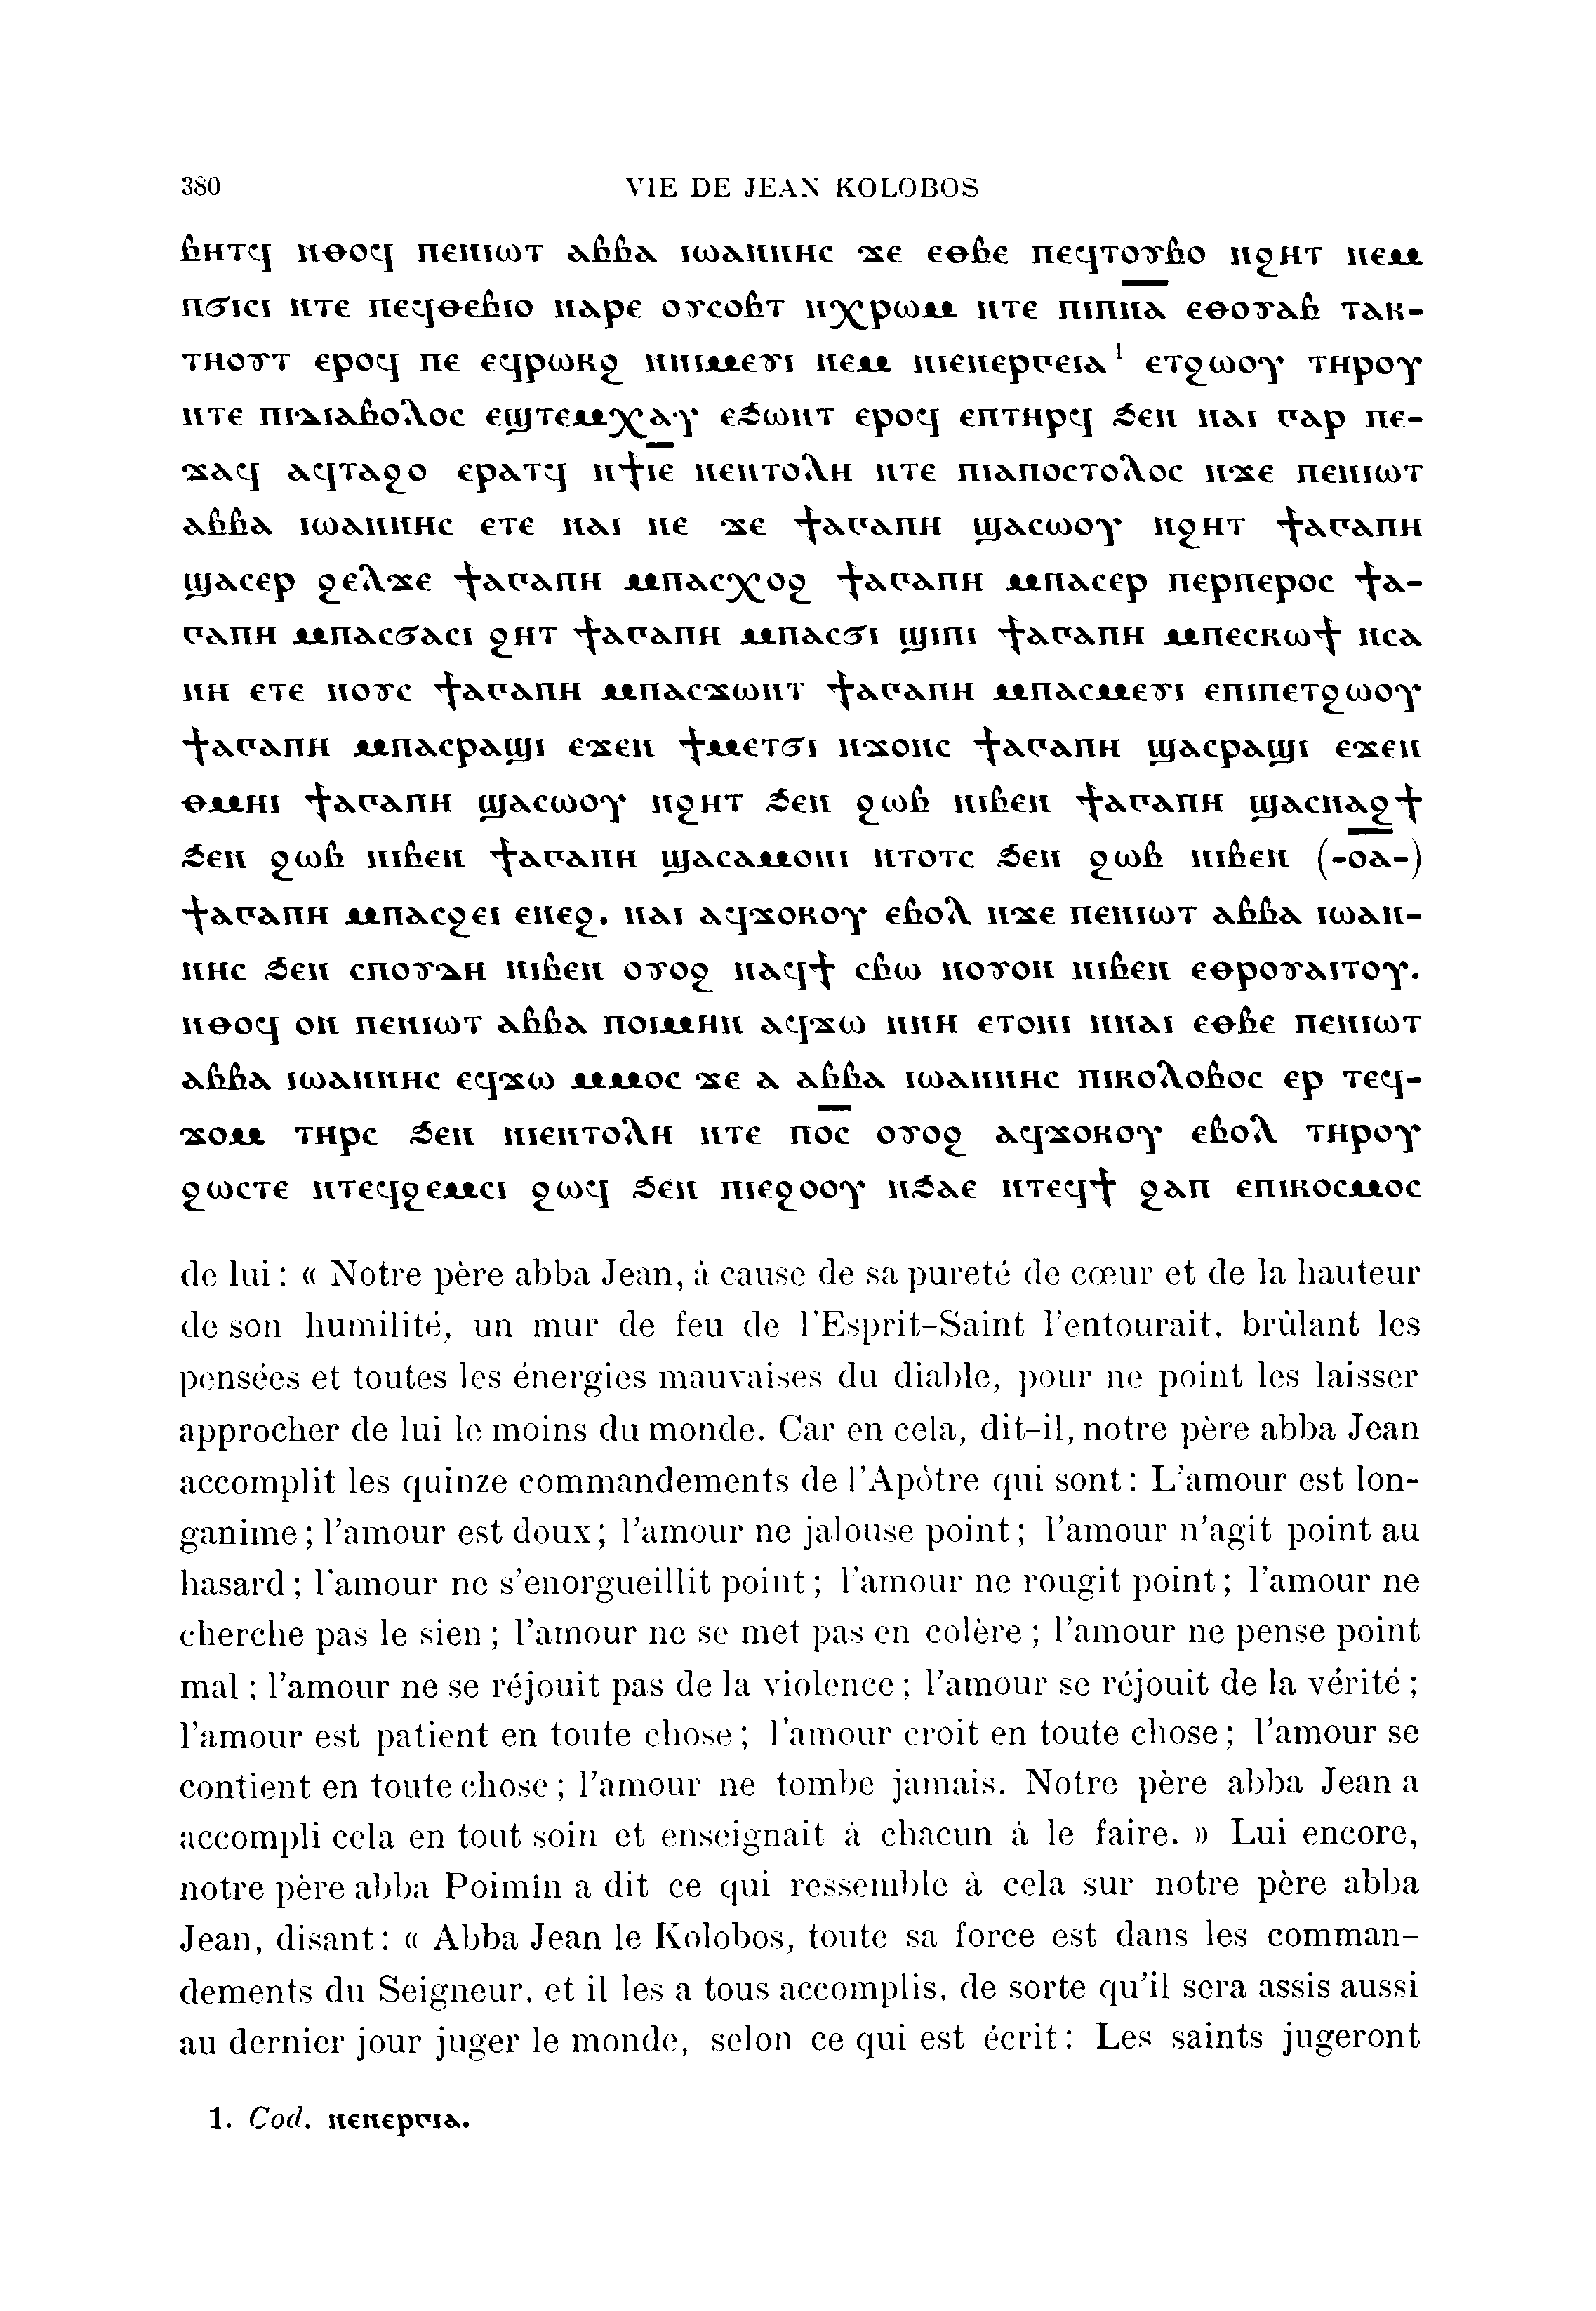 380 VIE DE JEAN KOLOBOS
ⲃⲏⲧϥ ⲛⲑⲟϥ ⲡⲉⲛⲓⲱⲧ ⲁⲃⲃⲁ ⲓⲱⲁⲛⲛⲏⲥ ϫⲉ ⲉⲑⲃⲉ ⲡⲉϥⲧⲟⲩⲃⲟ ⲛϩⲏⲧ ⲛⲉⲙ
ⲡϭⲓⲥⲓ ⲛⲧⲉ ⲡⲉϥⲑⲉⲃⲓⲟ ⲛⲁⲣⲉ ⲟⲩⲥⲟⲃⲧ ⲛⲭⲣⲱⲙ ⲛⲧⲉ ⲡⲓⲡ̅ⲛ̅ⲁ̅ ⲉⲑⲟⲩⲁⲃ ⲧⲁⲕ-
ⲧⲏⲟⲩⲧ ⲉⲣⲟϥ ⲡⲉ ⲉϥⲣⲱⲕϩ ⲛⲛⲓⲙⲉⲩⲓ ⲛⲉⲙ ⲛⲓⲉⲛⲉⲣⲅⲉⲓⲁ¹ ⲉⲧϩⲱⲟⲩ ⲧⲏⲣⲟⲩ
ⲛⲧⲉ ⲡⲓⲇⲓⲁⲃⲟⲗⲟⲥ ⲉϣⲧⲉⲙⲭⲁⲩ ⲉϧⲱⲛⲧ ⲉⲣⲟϥ ⲉⲡⲧⲏⲣϥ ϧⲉⲛ ⲛⲁⲓ ⲅⲁⲣ ⲡⲉ-
ϫⲁϥ ⲁϥⲧⲁϩⲟ ⲉⲣⲁⲧϥ ⲛϯⲓ̅ⲉ̅ ⲛⲉⲛⲧⲟⲗⲏ ⲛⲧⲉ ⲡⲓⲁⲡⲟⲥⲧⲟⲗⲟⲥ ⲛϫⲉ ⲡⲉⲛⲓⲱⲧ
ⲁⲃⲃⲁ ⲓⲱⲁⲛⲛⲏⲥ ⲉⲧⲉ ⲛⲁⲓ ⲛⲉ ϫⲉ ϯⲁⲅⲁⲡⲏ ϣⲁⲥⲱⲟⲩ ⲛϩⲏⲧ ϯⲁⲅⲁⲡⲏ
ϣⲁⲥⲉⲣ ϩⲉⲗϫⲉ ϯⲁⲅⲁⲡⲏ ⲙⲡⲁⲥⲭⲟϩ ϯⲁⲅⲁⲡⲏ ⲙⲡⲁⲥⲉⲣ ⲡⲉⲣⲡⲉⲣⲟⲥ ϯⲁ-
ⲅⲁⲡⲏ ⲙⲡⲁⲥϭⲁⲥⲓ ϩⲏⲧ ϯⲁⲅⲁⲡⲏ ⲙⲡⲁⲥϭⲓ ϣⲓⲡⲓ ϯⲁⲅⲁⲡⲏ ⲙⲡⲉⲥⲕⲱϯ ⲛⲥⲁ
ⲛⲏ ⲉⲧⲉ ⲛⲟⲩⲥ ϯⲁⲅⲁⲡⲏ ⲙⲡⲁⲥϫⲱⲛⲧ ϯⲁⲅⲁⲡⲏ ⲙⲡⲁⲥⲙⲉⲩⲓ ⲉⲡⲓⲡⲉⲧϩⲱⲟⲩ
ϯⲁⲅⲁⲡⲏ ⲙⲡⲁⲥⲣⲁϣⲓ ⲉϫⲉⲛ ϯⲙⲉⲧϭⲓ ⲛϫⲟⲛⲥ ϯⲁⲅⲁⲡⲏ ϣⲁⲥⲣⲁϣⲓ ⲉϫⲉⲛ
ⲑⲙⲏⲓ ϯⲁⲅⲁⲡⲏ ϣⲁⲥⲱⲟⲩ ⲛϩⲏⲧ ϧⲉⲛ ϩⲱⲃ ⲛⲓⲃⲉⲛ ϯⲁⲅⲁⲡⲏ ϣⲁⲥⲛⲁϩϯ
ϧⲉⲛ ϩⲱⲃ ⲛⲓⲃⲉⲛ ϯⲁⲅⲁⲡⲏ ϣⲁⲥⲁⲙⲟⲛⲓ ⲛⲧⲟⲧⲥ ϧⲉⲛ ϩⲱⲃ ⲛⲓⲃⲉⲛ (-ⲟ̅ⲁ̅-)
ϯⲁⲅⲁⲡⲏ ⲙⲡⲁⲥϩⲉⲓ ⲉⲛⲉϩ. ⲛⲁⲓ ⲁϥϫⲟⲕⲟⲩ ⲉⲃⲟⲗ ⲛϫⲉ ⲡⲉⲛⲓⲱⲧ ⲁⲃⲃⲁ ⲓⲱⲁⲛ-
ⲛⲏⲥ ϧⲉⲛ ⲥⲡⲟⲩⲇⲏ ⲛⲓⲃⲉⲛ ⲟⲩⲟϩ ⲛⲁϥϯ ⲥⲃⲱ ⲛⲟⲩⲟⲛ ⲛⲓⲃⲉⲛ ⲉⲑⲣⲟⲩⲁⲓⲧⲟⲩ.
ⲛⲑⲟϥ ⲟⲛ ⲡⲉⲛⲓⲱⲧ ⲁⲃⲃⲁ ⲡⲟⲓⲙⲏⲛ ⲁϥϫⲱ ⲛⲛⲏ ⲉⲧⲟⲛⲓ ⲛⲛⲁⲓ ⲉⲑⲃⲉ ⲡⲉⲛⲓⲱⲧ
ⲁⲃⲃⲁ ⲓⲱⲁⲛⲛⲏⲥ ⲉϥϫⲱ ⲙⲙⲟⲥ ϫⲉ ⲁ ⲁⲃⲃⲁ ⲓⲱⲁⲛⲛⲏⲥ ⲡⲓⲕⲟⲗⲟⲃⲟⲥ ⲉⲣ ⲧⲉϥ-
ϫⲟⲙ ⲧⲏⲣⲥ ϧⲉⲛ ⲛⲓⲉⲛⲧⲟⲗⲏ ⲛⲧⲉ ⲡ̅ⲟ̅ⲥ̅ ⲟⲩⲟϩ ⲁϥϫⲟⲕⲟⲩ ⲉⲃⲟⲗ ⲧⲏⲣⲟⲩ
ϩⲱⲥⲧⲉ ⲛⲧⲉϥϩⲉⲙⲥⲓ ϩⲱϥ ϧⲉⲛ ⲡⲓⲉϩⲟⲟⲩ ⲛϧⲁⲉ ⲛⲧⲉϥϯ ϩⲁⲡ ⲉⲡⲓⲕⲟⲥⲙⲟⲥ
de lui : « Notre père abba Jean, à cause de sa pureté de cœur et de la hauteur
de son humilité, un mur de feu de l'Esprit-Saint l'entourait, brûlant les
pensées et toutes les énergies mauvaises du diable, pour ne point les laisser
approcher de lui le moins du monde. Car en cela, dit-il, notre père abba Jean
accomplit les quinze commandements de l'Apôtre qui sont : L'amour est lon-
ganime ; l'amour est doux ; l'amour ne jalouse point ; l'amour n'agit point au
hasard ; l'amour ne s'enorgueillit point ; l'amour ne rougit point ; l'amour ne
cherche pas le sien ; l'amour ne se met pas en colère ; l'amour ne pense point
mal ; l'amour ne se réjouit pas de la violence ; l'amour se réjouit de la vérité ;
l'amour est patient en toute chose ; l'amour croit en toute chose ; l'amour se
contient en toute chose ; l'amour ne tombe jamais. Notre père abba Jean a
accompli cela en tout soin et enseignait à chacun à le faire. » Lui encore,
notre père abba Poimin a dit ce qui ressemble à cela sur notre père abba
Jean, disant : « Abba Jean le Kolobos, toute sa force est dans les comman-
dements du Seigneur, et il les a tous accomplis, de sorte qu'il sera assis aussi
au dernier jour juger le monde, selon ce qui est écrit : Les saints jugeront
1. Cod. ⲛⲉⲛⲉⲣⲅⲓⲁ.